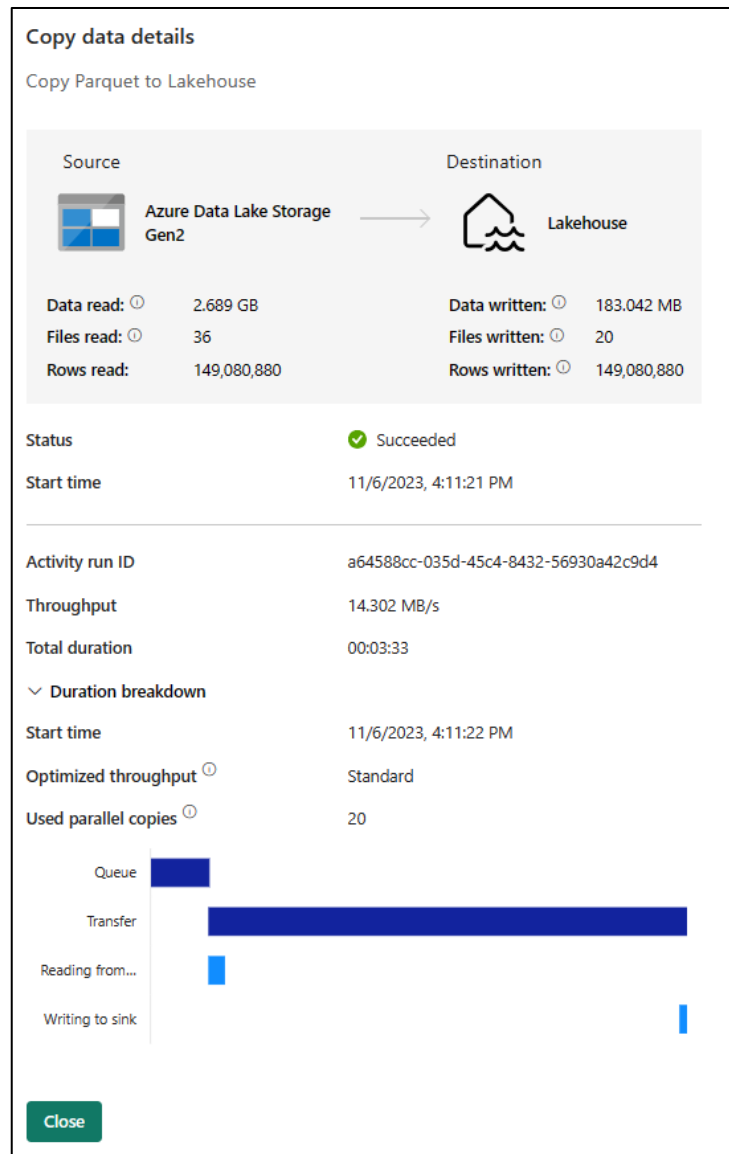 Copy data details
Copy Parquet to Lakehouse
Source
Destination
Azure Data Lake Storage
Gen2
Lakehouse
Data read: 2.689 GB
Data written: 183.042 MB
Files read: 36
Files written: 20
Rows read: 149,080,880
Rows written: 149,080,880
Status Succeeded
Start time 11/6/2023, 4:11:21 PM
Activity run ID a64588cc-035d-45c4-8432-56930a42c9d4
Throughput 14.302 MB/s
Total duration 00:03:33
Duration breakdown
Start time 11/6/2023, 4:11:22 PM
Optimized throughput Standard
Used parallel copies 20
Queue
Transfer
Reading from...
Writing to sink
Close